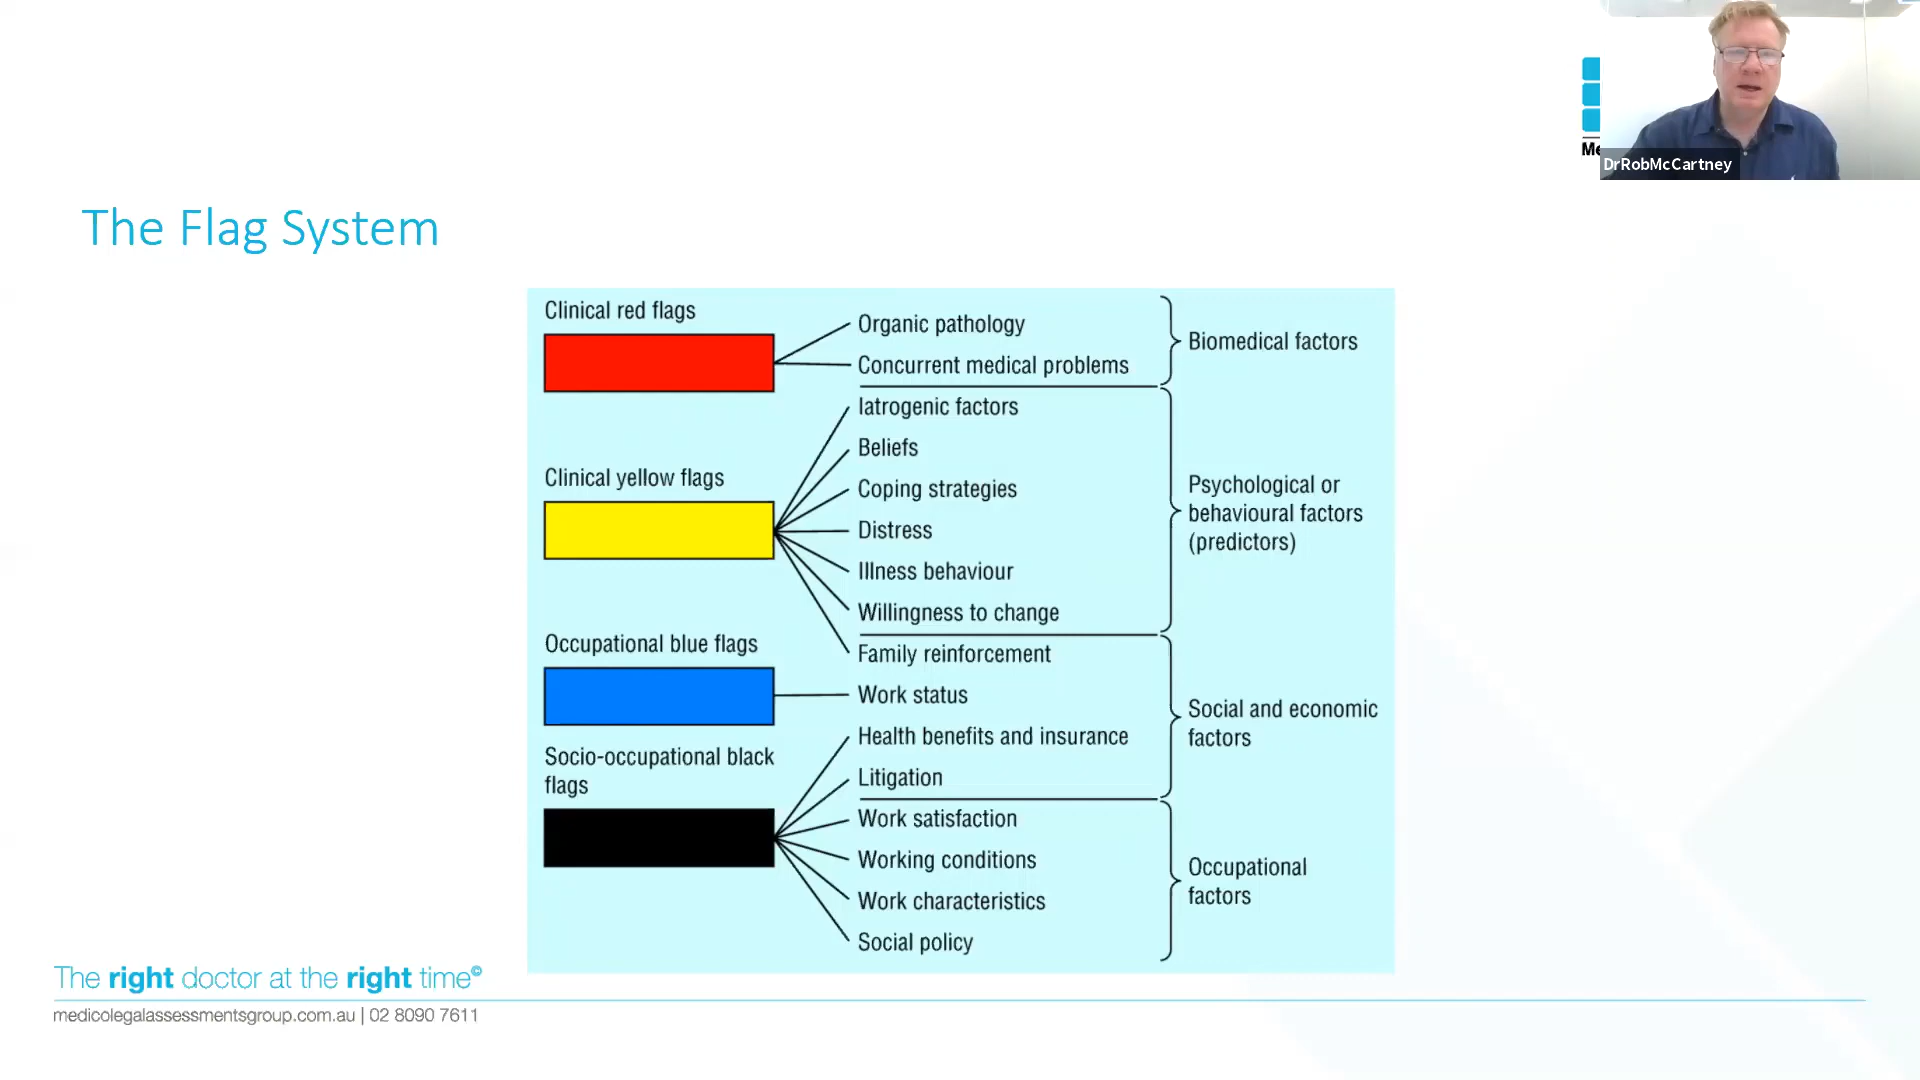 Me
DrRobMcCartney
The Flag System
Clinical red flags
Organic pathology
Concurrent medical problems
Biomedical factors
Clinical yellow flags
Iatrogenic factors
Beliefs
Coping strategies
Distress
Illness behaviour
Willingness to change
Family reinforcement
Psychological or
behavioural factors
(predictors)
Occupational blue flags
Work status
Health benefits and insurance
Litigation
Social and economic
factors
Socio-occupational black
flags
Work satisfaction
Working conditions
Work characteristics
Social policy
Occupational
factors
The right doctor at the right time©
medicolegalassessmentsgroup.com.au | 02 8090 7611